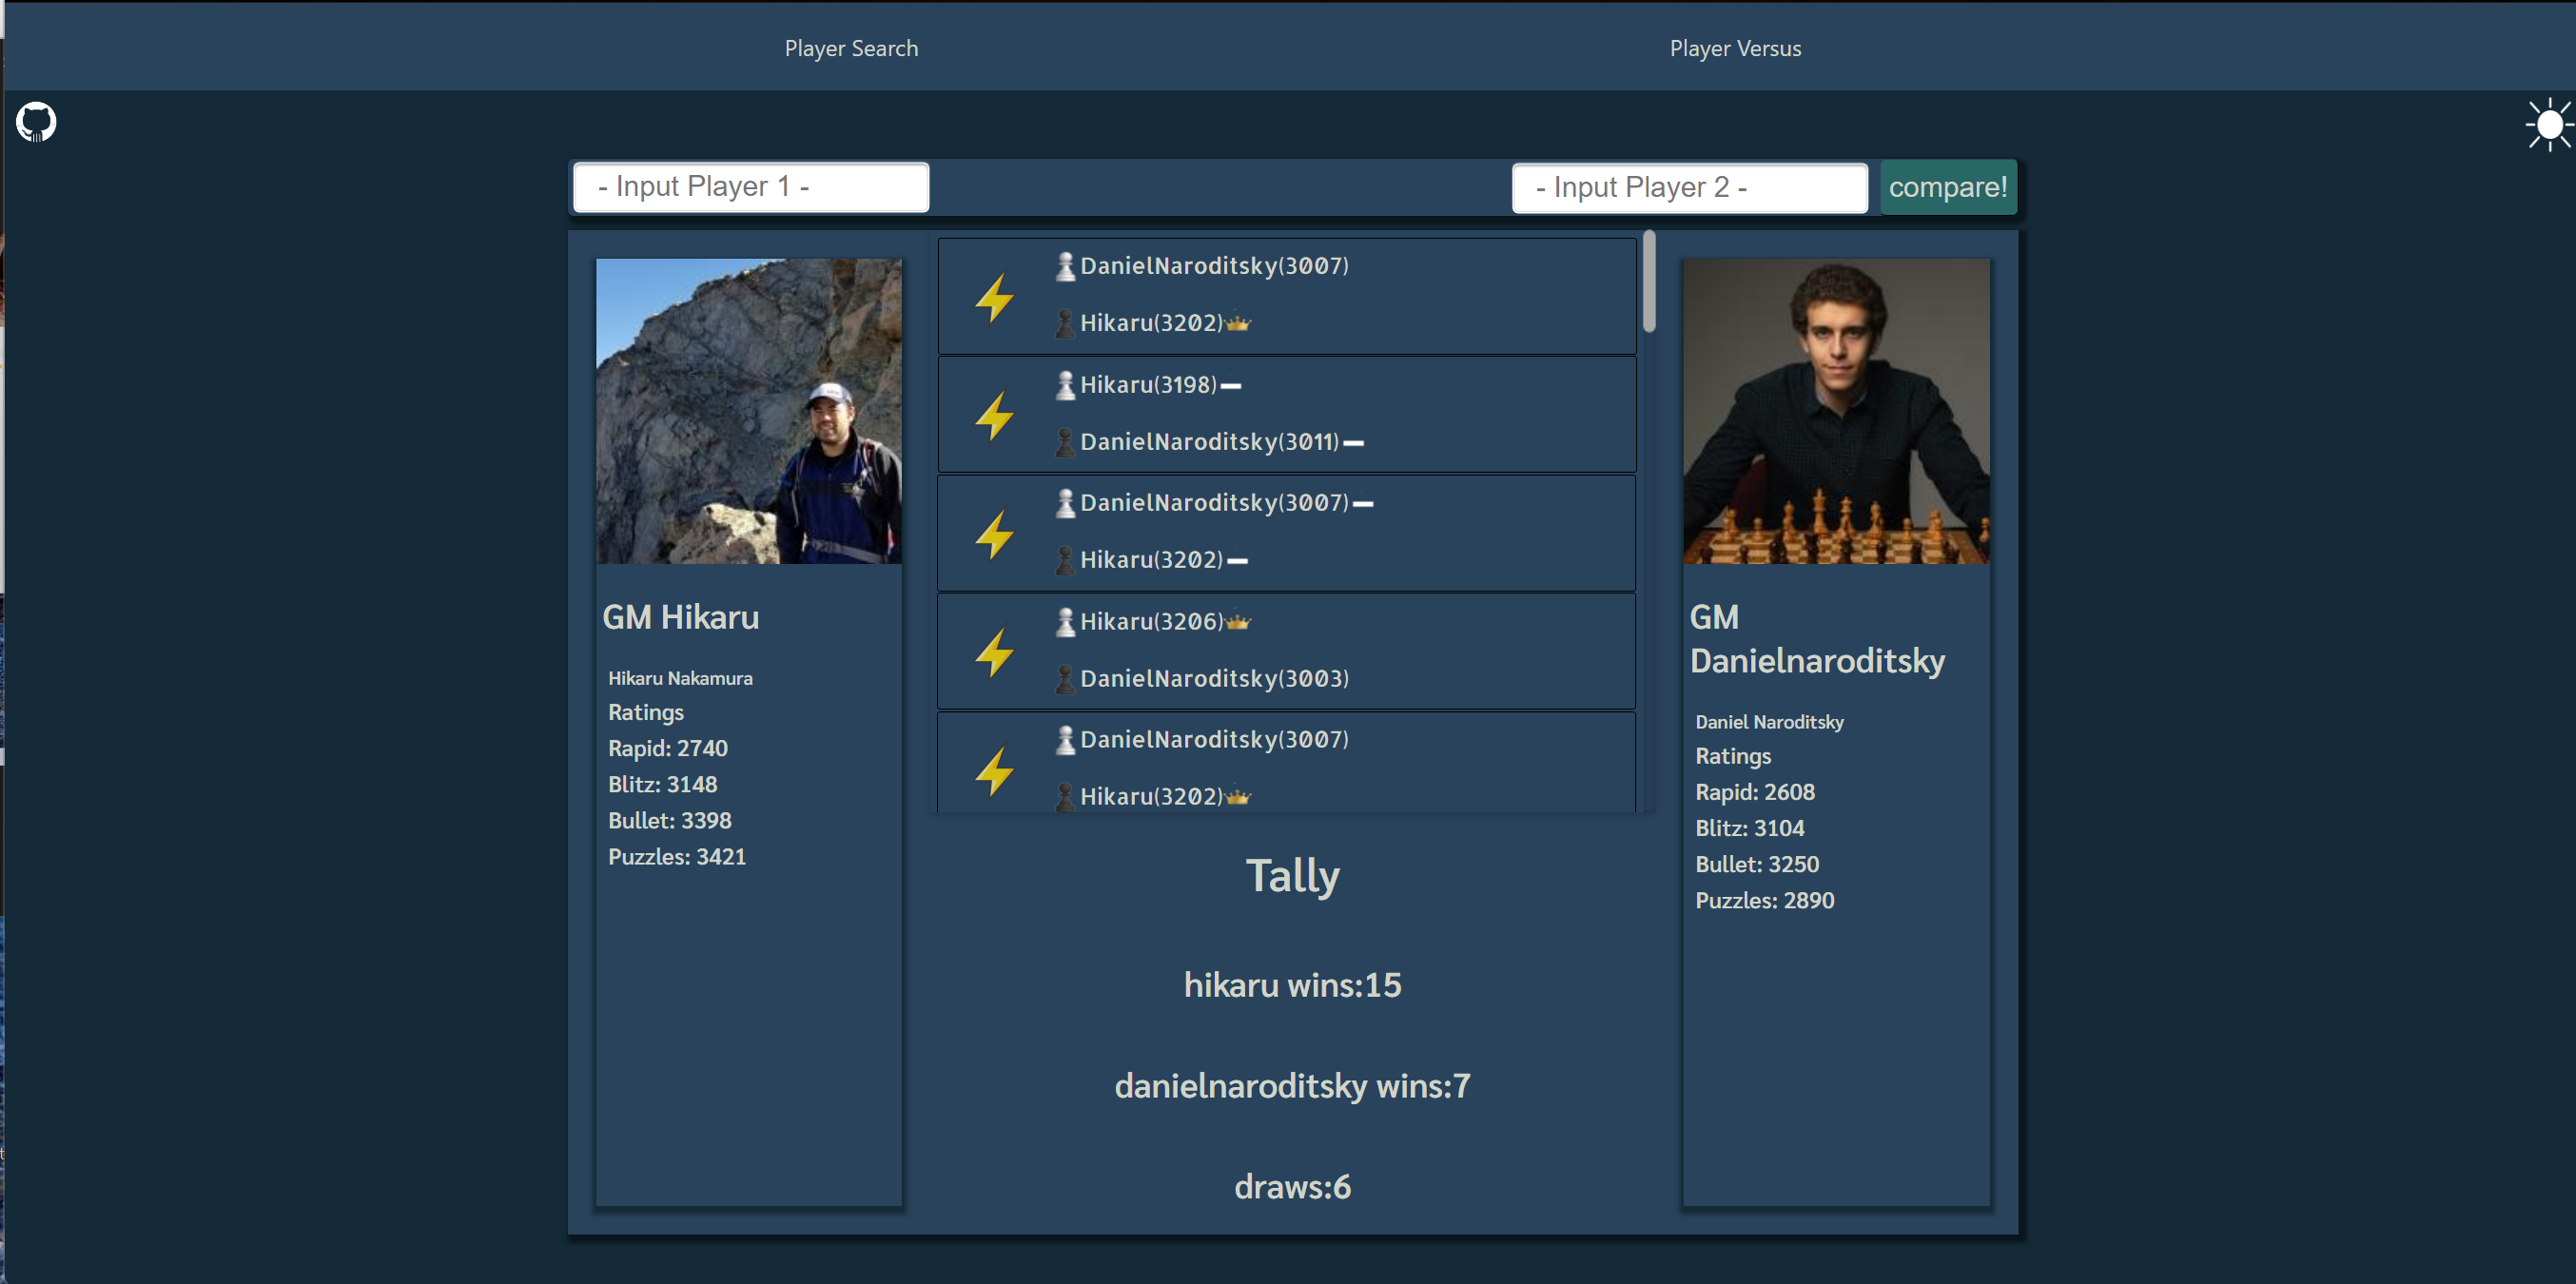 Player Search
Player Versus
- Input Player 1 -
- Input Player 2 -
compare!
GM Hikaru
Hikaru Nakamura
Ratings
Rapid: 2740
Blitz: 3148
Bullet: 3398
Puzzles: 3421
DanielNaroditsky(3007)
Hikaru(3202)
Hikaru(3198)
DanielNaroditsky(3011)
DanielNaroditsky(3007)
Hikaru(3202)
Hikaru(3206)
DanielNaroditsky(3003)
DanielNaroditsky(3007)
Hikaru(3202)
Tally
hikaru wins:15
danielnaroditsky wins:7
draws:6
GM
Danielnaroditsky
Daniel Naroditsky
Ratings
Rapid: 2608
Blitz: 3104
Bullet: 3250
Puzzles: 2890